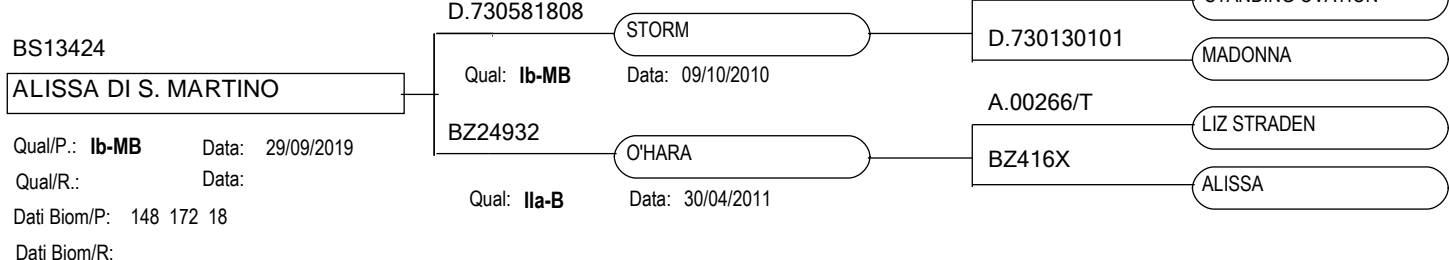 D.730581808
BS13424
STORM
D.730130101
MADONNA
Qual: Ib-MB Data: 09/10/2010
ALISSA DI S. MARTINO
A.00266/T
LIZ STRADEN
BZ24932
Qual/P.: Ib-MB Data: 29/09/2019
O'HARA
BZ416X
Qual/R.: Data:
ALISSA
Qual: IIa-B Data: 30/04/2011
Dati Biom/P: 148 172 18
Dati Biom/R: